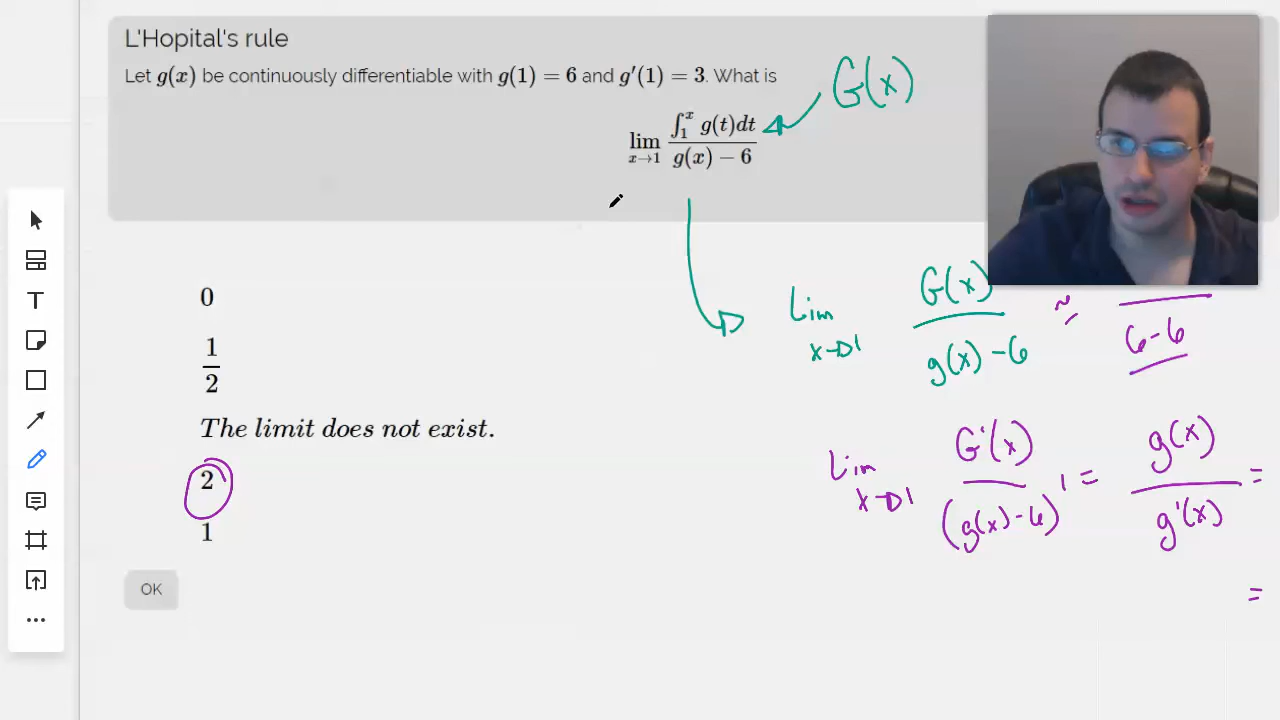 L'Hopital's rule
Let g(x) be continuously differentiable with g(1) = 6 and g′(1) = 3. What is
G(x)
lim x→1 ∫₁ˣ g(t)dt / g(x) − 6
0
1/2
The limit does not exist.
2
1
OK
T
Lim x→1 G(x) / g(x) − 6 ≈ / 6 − 6
Lim x→1 G'(x) / (g(x) − 6)' = g(x) / g'(x) =
=